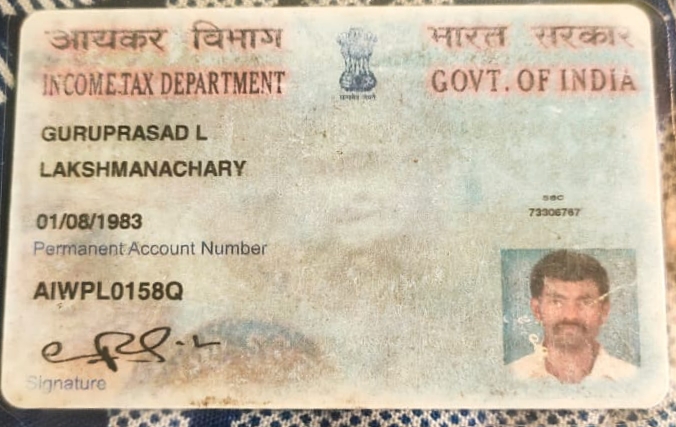 आयकर विभाग
INCOME TAX DEPARTMENT
भारत सरकार
GOVT. OF INDIA
GURUPRASAD L
LAKSHMANACHARY
01/08/1983
Permanent Account Number
AIWPL0158Q
Signature
73306767